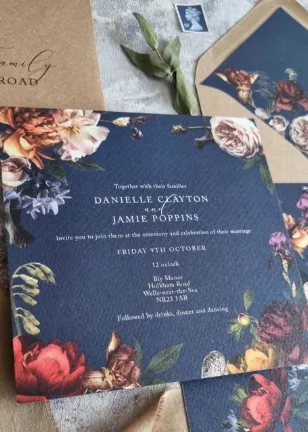 Family
ROAD
Together with their families
DANIELLE CLAYTON
and
JAMIE POPPINS
invite you to join them at the ceremony and celebration of their marriage
FRIDAY 9TH OCTOBER
12 o'clock
Illy Manor
Holkham Road
Wells-next-the-Sea
NR23 1AB
Followed by drinks, dinner and dancing